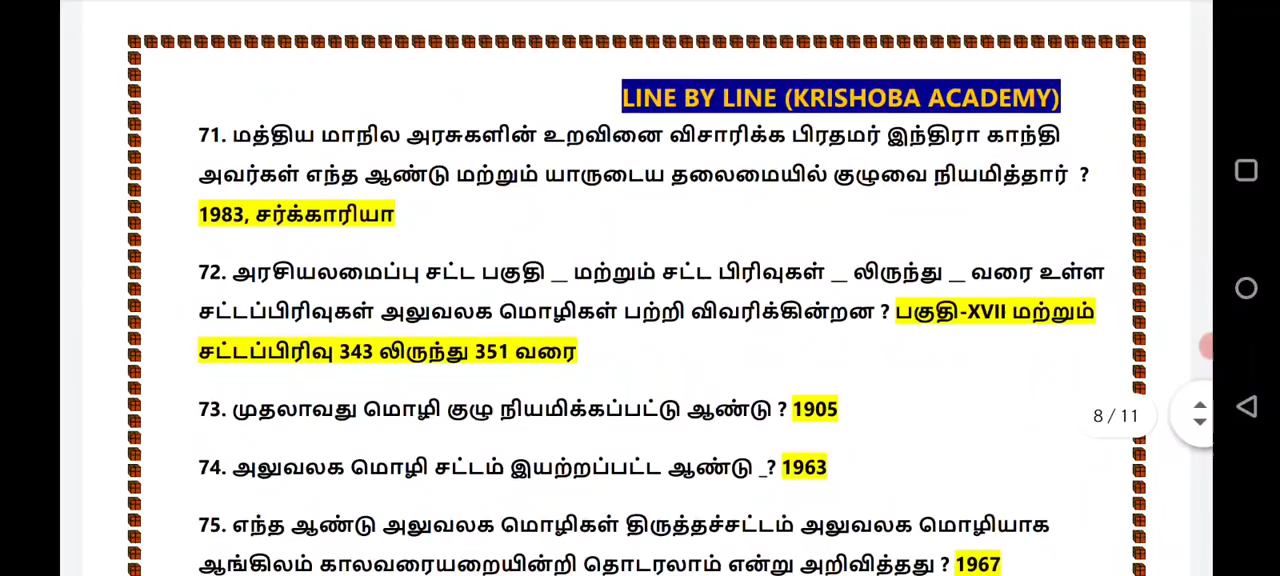 LINE BY LINE (KRISHOBA ACADEMY)
71. மத்திய மாநில அரசுகளின் உறவினை விசாரிக்க பிரதமர் இந்திரா காந்தி
அவர்கள் எந்த ஆண்டு மற்றும் யாருடைய தலைமையில் குழுவை நியமித்தார் ?
1983, சர்க்காரியா
72. அரசியலமைப்பு சட்ட பகுதி _ மற்றும் சட்ட பிரிவுகள் _ லிருந்து _ வரை உள்ள
சட்டப்பிரிவுகள் அலுவலக மொழிகள் பற்றி விவரிக்கின்றன ? பகுதி-XVII மற்றும்
சட்டப்பிரிவு 343 லிருந்து 351 வரை
73. முதலாவது மொழி குழு நியமிக்கப்பட்டு ஆண்டு ? 1905
74. அலுவலக மொழி சட்டம் இயற்றப்பட்ட ஆண்டு _? 1963
75. எந்த ஆண்டு அலுவலக மொழிகள் திருத்தச்சட்டம் அலுவலக மொழியாக
ஆங்கிலம் காலவரையறையின்றி தொடரலாம் என்று அறிவித்தது ? 1967
8 / 11